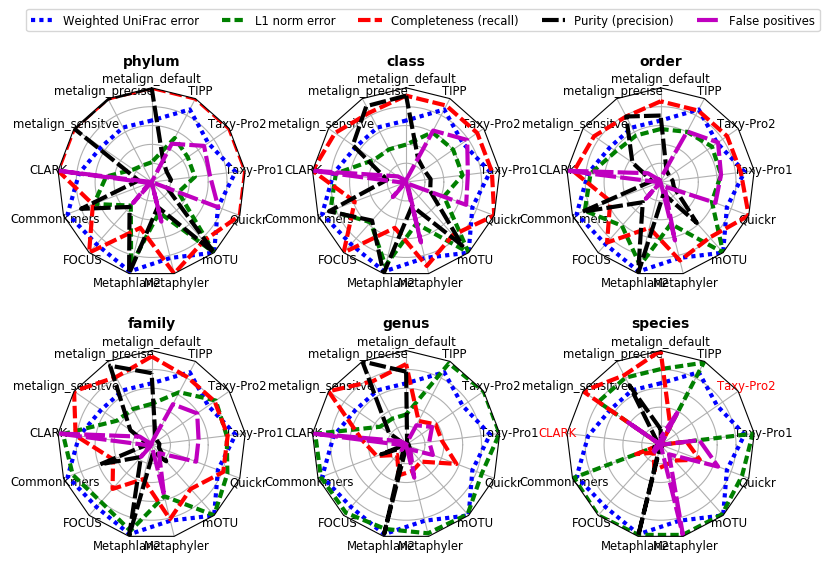 Weighted UniFrac error L1 norm error Completeness (recall) Purity (precision) False positives
phylum class order
metalign_default metalign_default metalign_default
metalign_precise TIPP metalign_precise TIPP metalign_precise TIPP
metalign_sensitve Taxy-Pro2 metalign_sensitve Taxy-Pro2 metalign_sensitve Taxy-Pro2
CLARK Taxy-Pro1 CLARK Taxy-Pro1 CLARK Taxy-Pro1
CommonKmers Quickr CommonKmers Quickr CommonKmers Quickr
FOCUS mOTU FOCUS mOTU FOCUS mOTU
Metaphlan2 Metaphyler Metaphlan2 Metaphyler Metaphlan2 Metaphyler
family genus species
metalign_default metalign_default metalign_default
metalign_precise TIPP metalign_precise TIPP metalign_precise TIPP
metalign_sensitve Taxy-Pro2 metalign_sensitve Taxy-Pro2 metalign_sensitve Taxy-Pro2
CLARK Taxy-Pro1 CLARK Taxy-Pro1 CLARK Taxy-Pro1
CommonKmers Quickr CommonKmers Quickr CommonKmers Quickr
FOCUS mOTU FOCUS mOTU FOCUS mOTU
Metaphlan2 Metaphyler Metaphlan2 Metaphyler Metaphlan2 Metaphyler